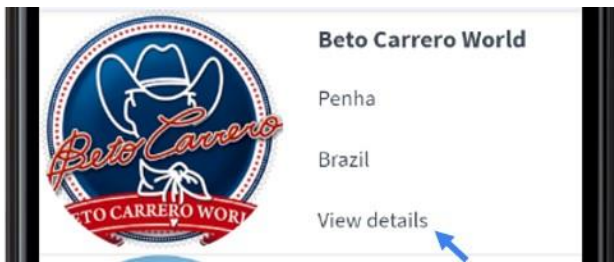 Beto Carrero World
Penha
Brazil
View details
Beto Carrero
BETO CARRERO WORL